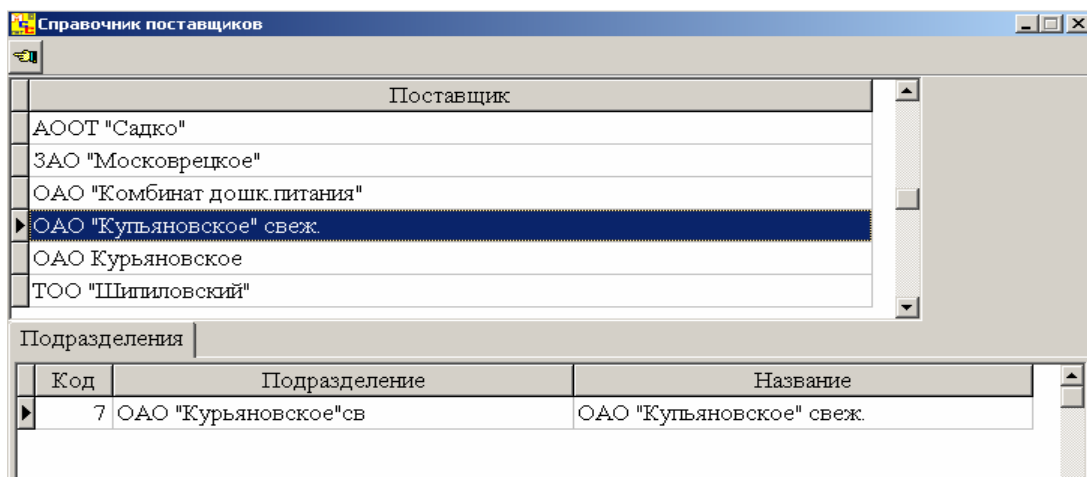 Справочник поставщиков
Поставщик
АООТ "Садко"
ЗАО "Москворецкое"
ОАО "Комбинат дошк.питания"
ОАО "Купьяновское" свеж.
ОАО Курьяновское
ТОО "Шипиловский"
Подразделения
Код Подразделение Название
7 ОАО "Курьяновское"св ОАО "Купьяновское" свеж.